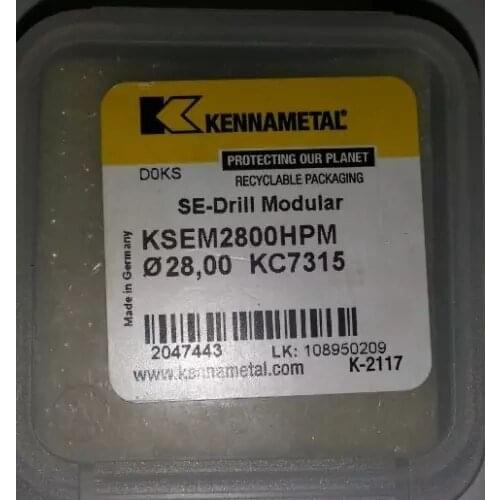 KENNAMETAL®
PROTECTING OUR PLANET
D0KS
RECYCLABLE PACKAGING
SE-Drill Modular
KSEM2800HPM
Ø28,00 KC7315
Made in Germany
2047443 LK: 108950209
www.kennametal.com K-2117